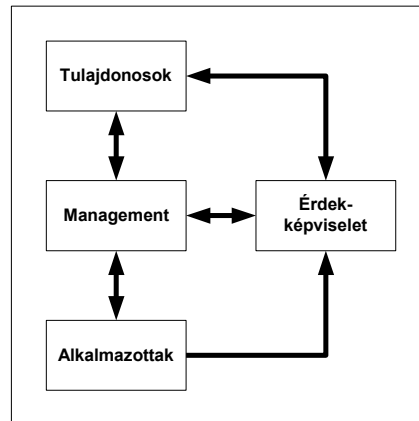 Tulajdonosok
Management
Érdek-
képviselet
Alkalmazottak